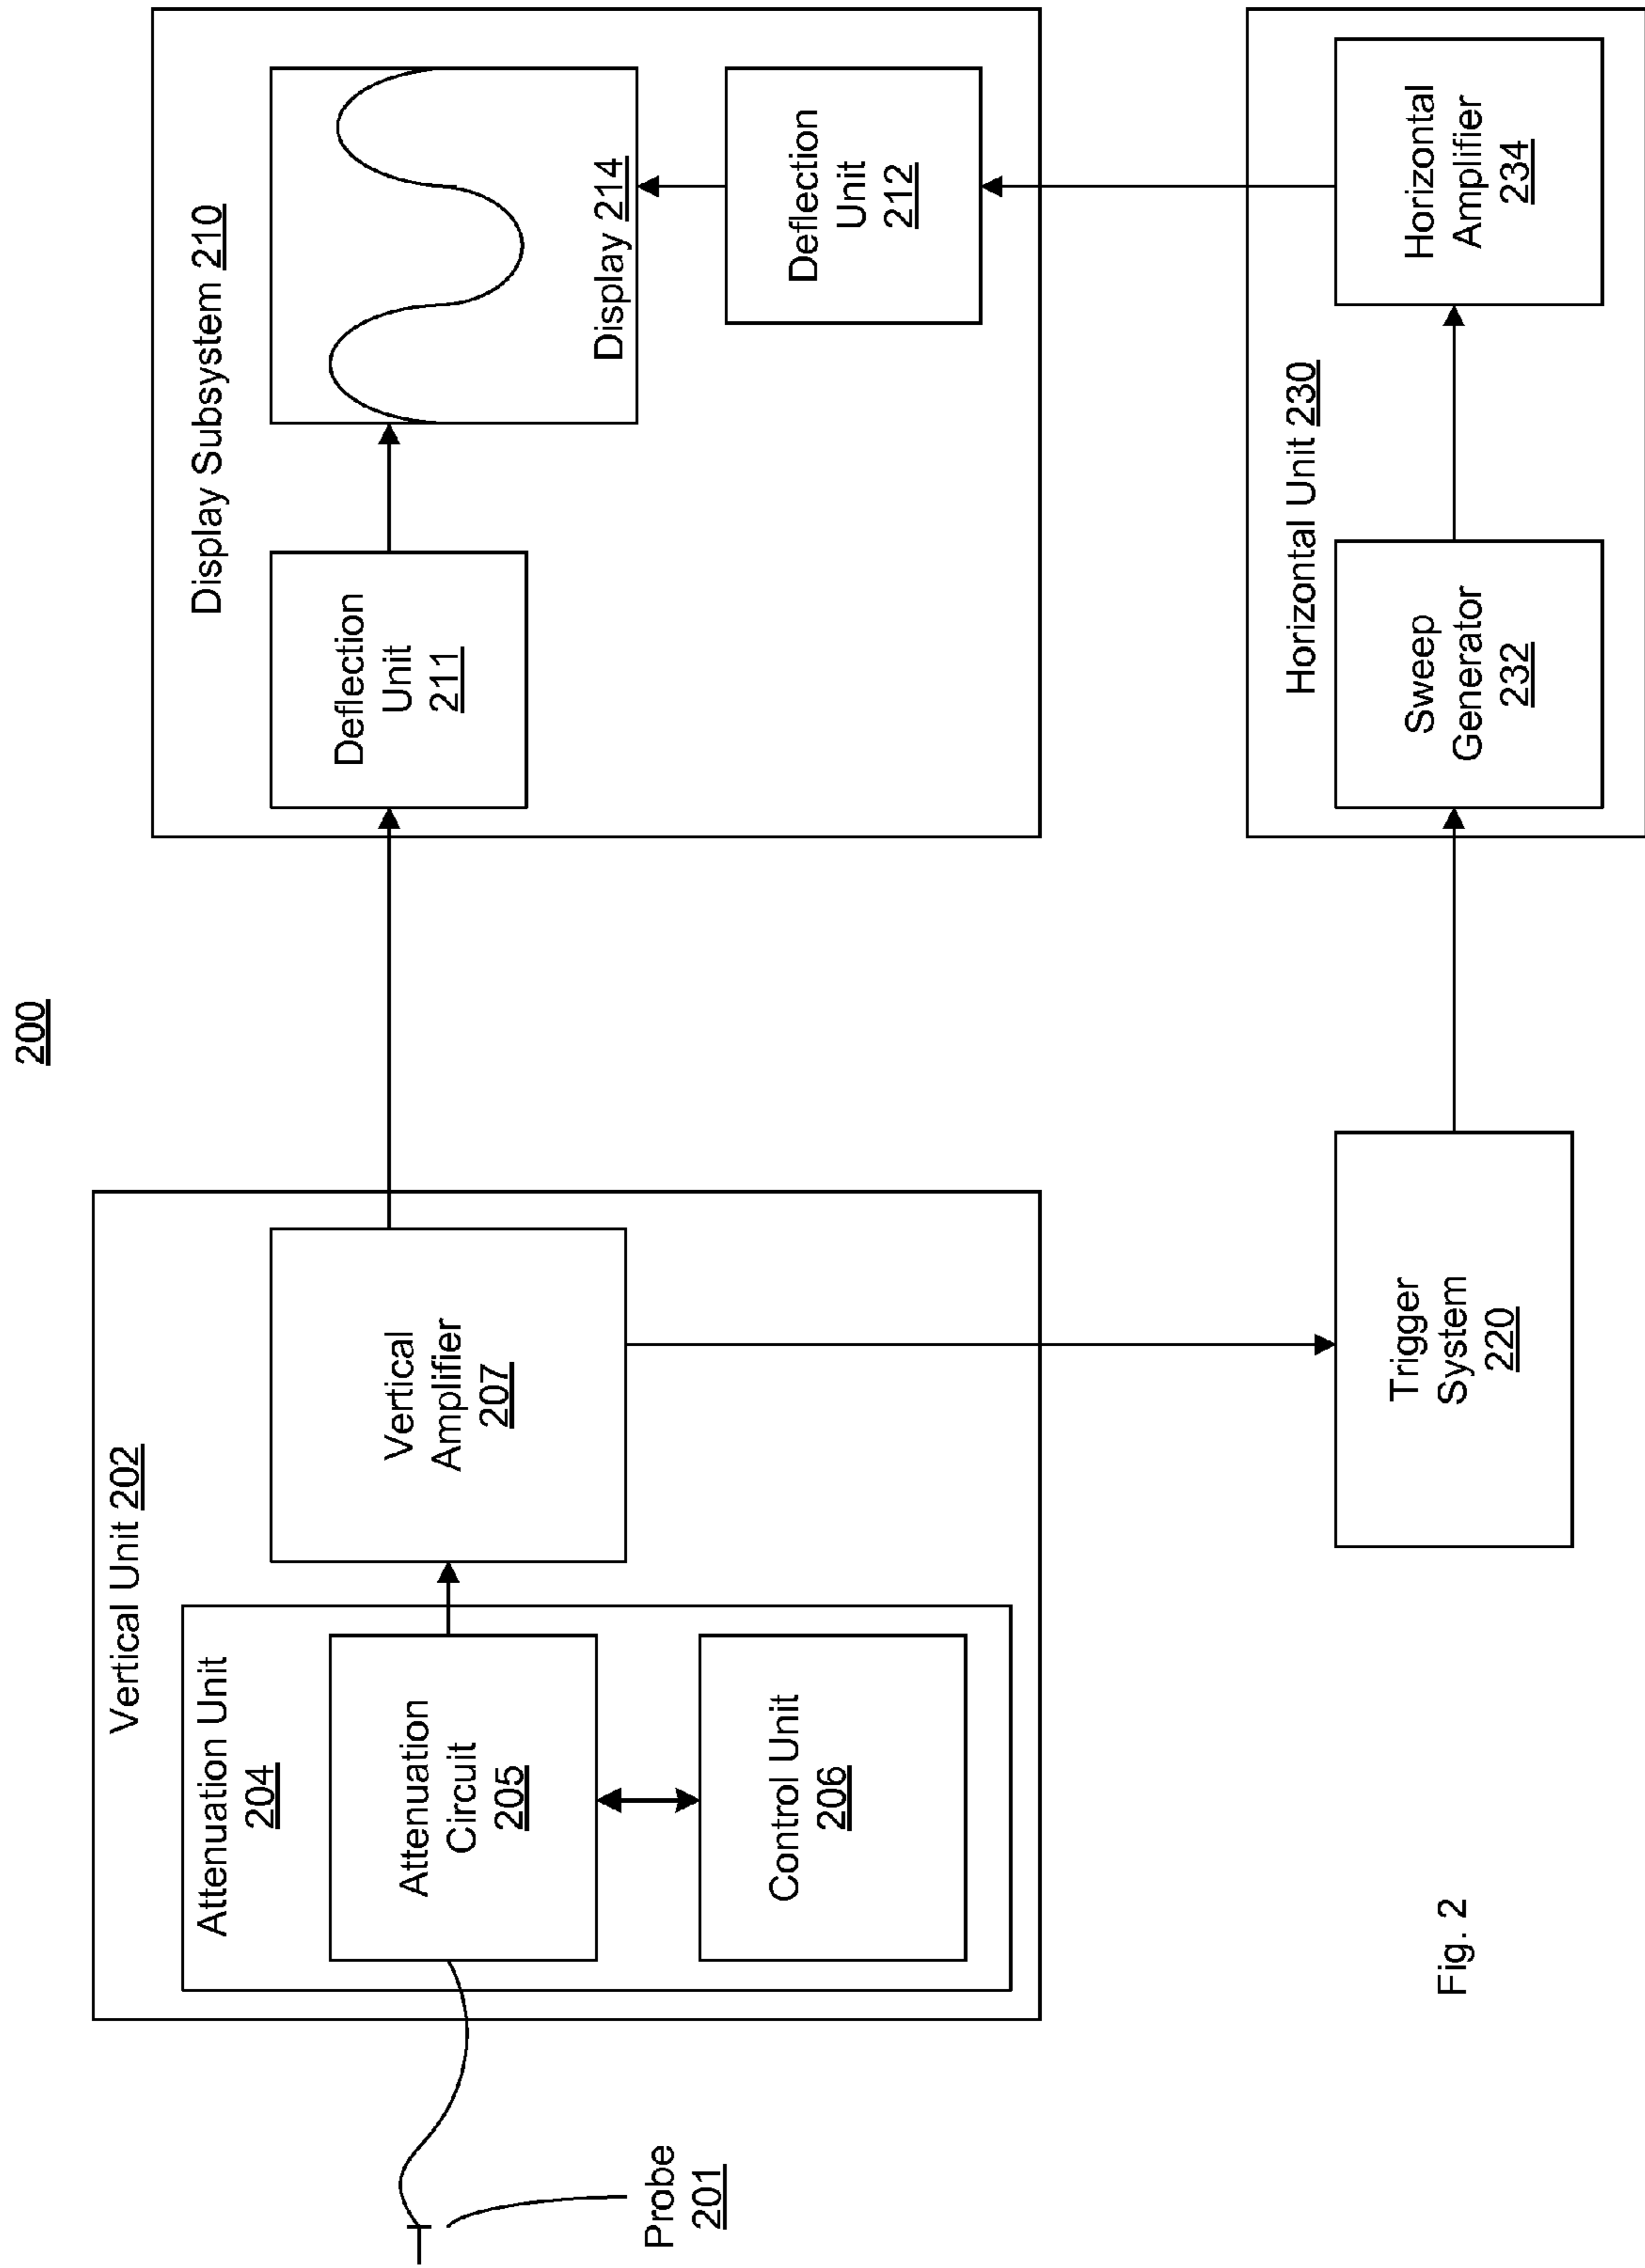 200
Vertical Unit 202
Attenuation Unit
204
Attenuation
Circuit
205
Control Unit
206
Vertical
Amplifier
207
Probe
201
Display Subsystem 210
Deflection
Unit
211
Display 214
Deflection
Unit
212
Trigger
System
220
Horizontal Unit 230
Sweep
Generator
232
Horizontal
Amplifier
234
Fig. 2